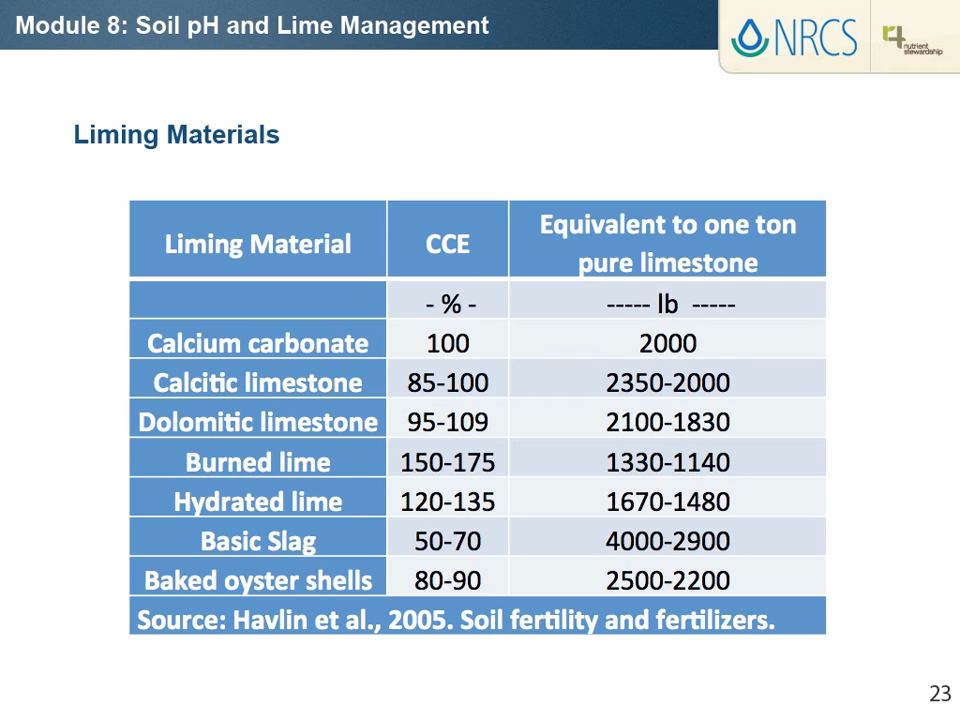 Module 8: Soil pH and Lime Management
NRCS
r4 nutrient
stewardship
Liming Materials
Liming Material CCE Equivalent to one ton
pure limestone
- % - ----- lb -----
Calcium carbonate 100 2000
Calcitic limestone 85-100 2350-2000
Dolomitic limestone 95-109 2100-1830
Burned lime 150-175 1330-1140
Hydrated lime 120-135 1670-1480
Basic Slag 50-70 4000-2900
Baked oyster shells 80-90 2500-2200
Source: Havlin et al., 2005. Soil fertility and fertilizers.
23